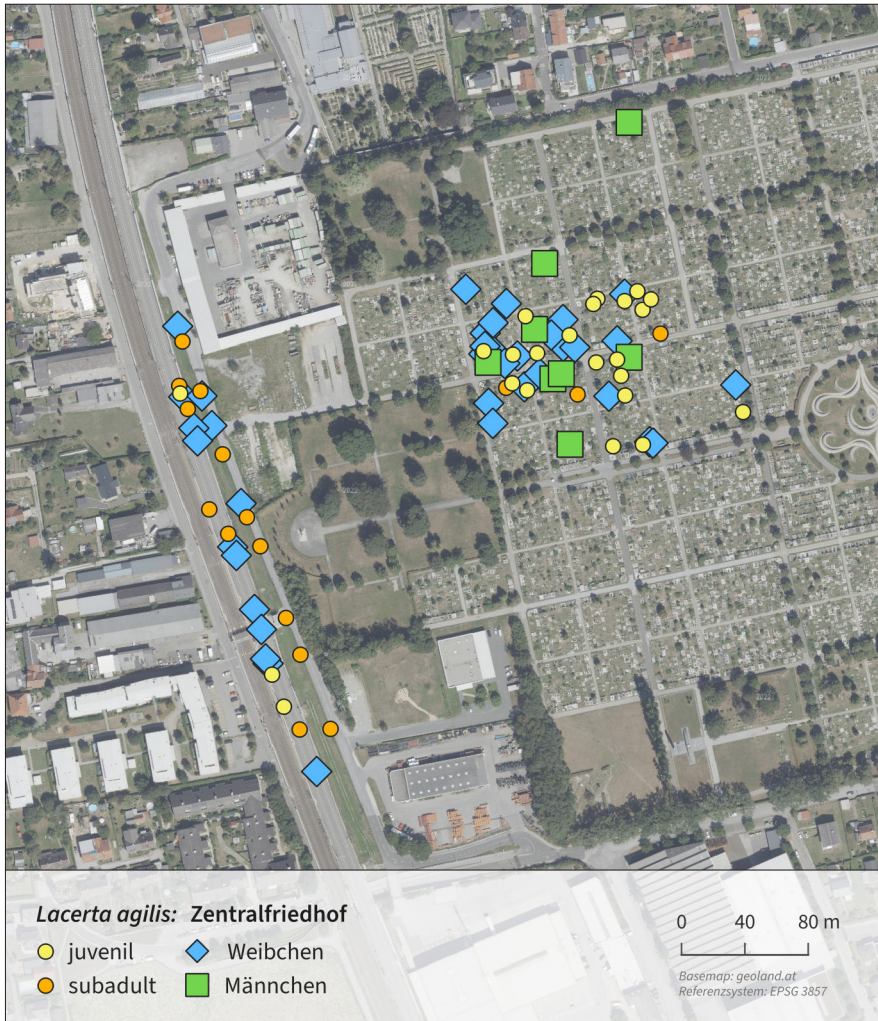 Lacerta agilis: Zentralfriedhof
juvenil
Weibchen
subadult
Männchen
0 40 80 m
Basemap: geoland.at
Referenzsystem: EPSG 3857